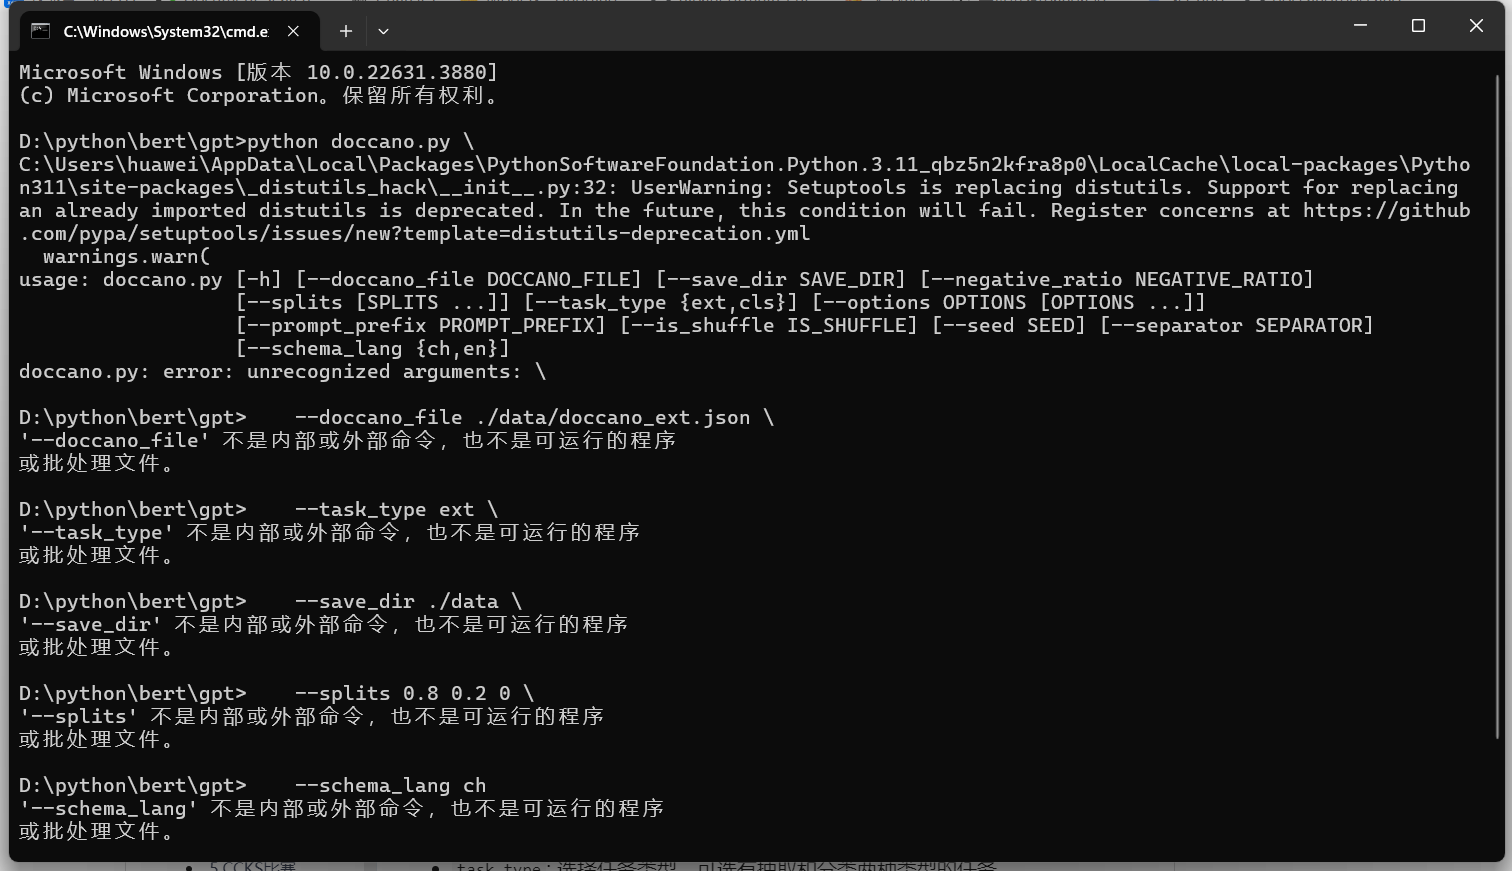 C:\Windows\System32\cmd.e
Microsoft Windows [版本 10.0.22631.3880]
(c) Microsoft Corporation。保留所有权利。
D:\python\bert\gpt>python doccano.py \
C:\Users\huawei\AppData\Local\Packages\PythonSoftwareFoundation.Python.3.11_qbz5n2kfra8p0\LocalCache\local-packages\Pytho
n311\site-packages\_distutils_hack\__init__.py:32: UserWarning: Setuptools is replacing distutils. Support for replacing
an already imported distutils is deprecated. In the future, this condition will fail. Register concerns at https://github
.com/pypa/setuptools/issues/new?template=distutils-deprecation.yml
warnings.warn(
usage: doccano.py [-h] [--doccano_file DOCCANO_FILE] [--save_dir SAVE_DIR] [--negative_ratio NEGATIVE_RATIO]
[--splits [SPLITS ...]] [--task_type {ext,cls}] [--options OPTIONS [OPTIONS ...]]
[--prompt_prefix PROMPT_PREFIX] [--is_shuffle IS_SHUFFLE] [--seed SEED] [--separator SEPARATOR]
[--schema_lang {ch,en}]
doccano.py: error: unrecognized arguments: \
D:\python\bert\gpt>    --doccano_file ./data/doccano_ext.json \
'--doccano_file' 不是内部或外部命令，也不是可运行的程序
或批处理文件。
D:\python\bert\gpt>    --task_type ext \
'--task_type' 不是内部或外部命令，也不是可运行的程序
或批处理文件。
D:\python\bert\gpt>    --save_dir ./data \
'--save_dir' 不是内部或外部命令，也不是可运行的程序
或批处理文件。
D:\python\bert\gpt>    --splits 0.8 0.2 0 \
'--splits' 不是内部或外部命令，也不是可运行的程序
或批处理文件。
D:\python\bert\gpt>    --schema_lang ch
'--schema_lang' 不是内部或外部命令，也不是可运行的程序
或批处理文件。